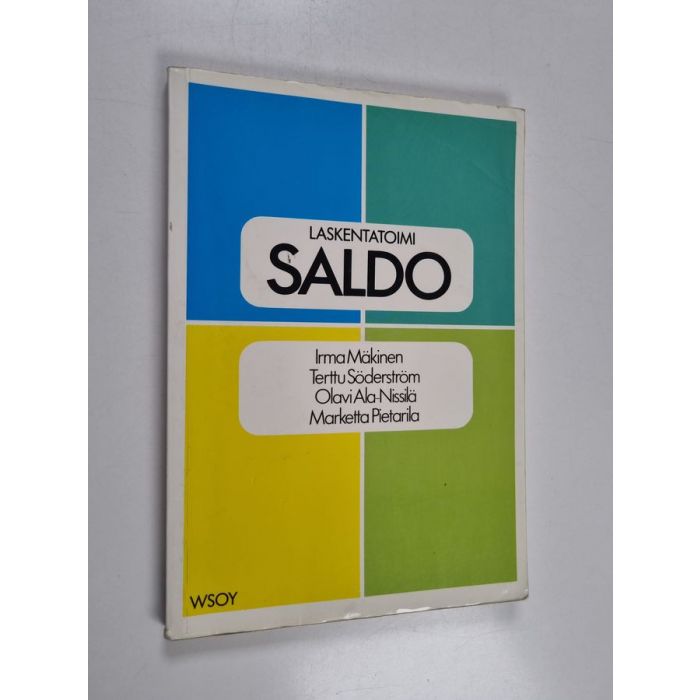 LASKENTATOIMI
SALDO
Irma Mäkinen
Terttu Söderström
Olavi Ala-Nissilä
Marketta Pietarila
WSOY